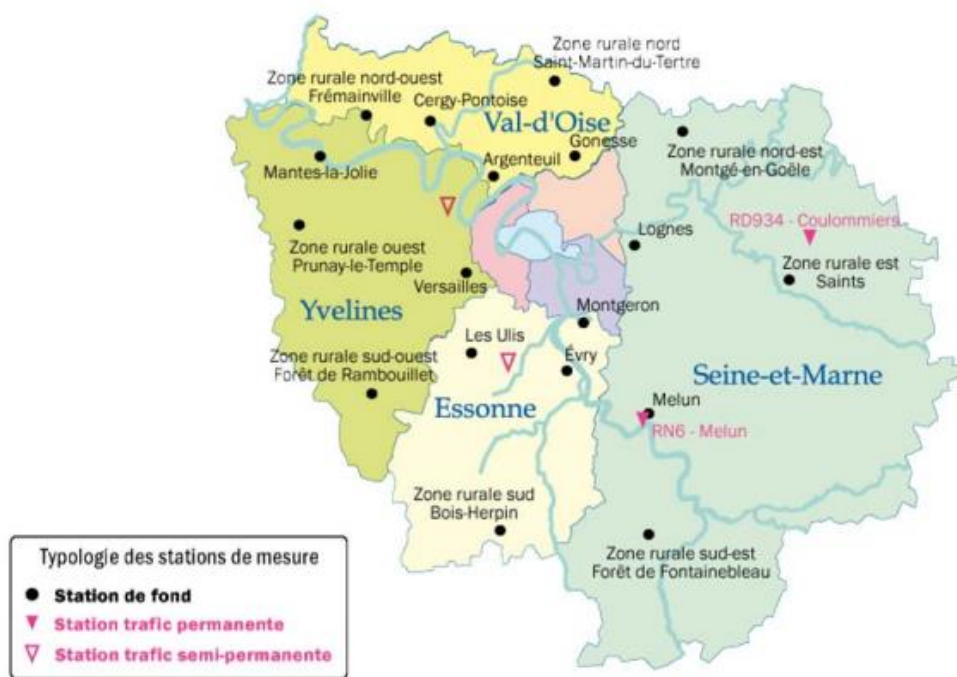 Zone rurale nord
Saint-Martin-du-Tertre
Zone rurale nord-ouest
Frémainville
Cergy-Pontoise
Val-d'Oise
Gonesse
Argenteuil
Mantes-la-Jolie
Zone rurale nord-est
Montgé-en-Goële
RD934 - Coulommiers
Lognes
Zone rurale ouest
Prunay-le-Temple
Zone rurale est
Saints
Versailles
Yvelines
Montgeron
Les Ulis
Évry
Zone rurale sud-ouest
Forêt de Rambouillet
Seine-et-Marne
Essonne
Melun
RN6 - Melun
Zone rurale sud
Bois-Herpin
Zone rurale sud-est
Forêt de Fontainebleau
Typologie des stations de mesure
Station de fond
Station trafic permanente
Station trafic semi-permanente